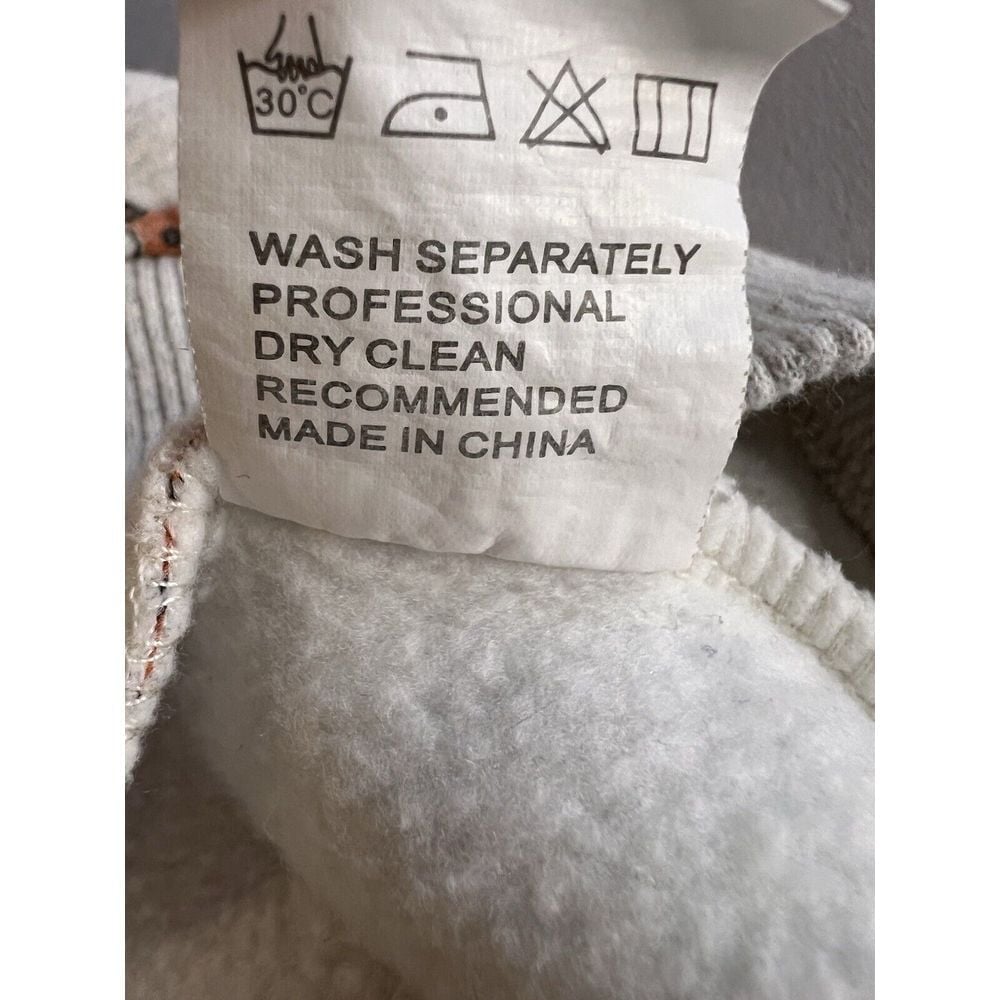 30°C
WASH SEPARATELY
PROFESSIONAL
DRY CLEAN
RECOMMENDED
MADE IN CHINA